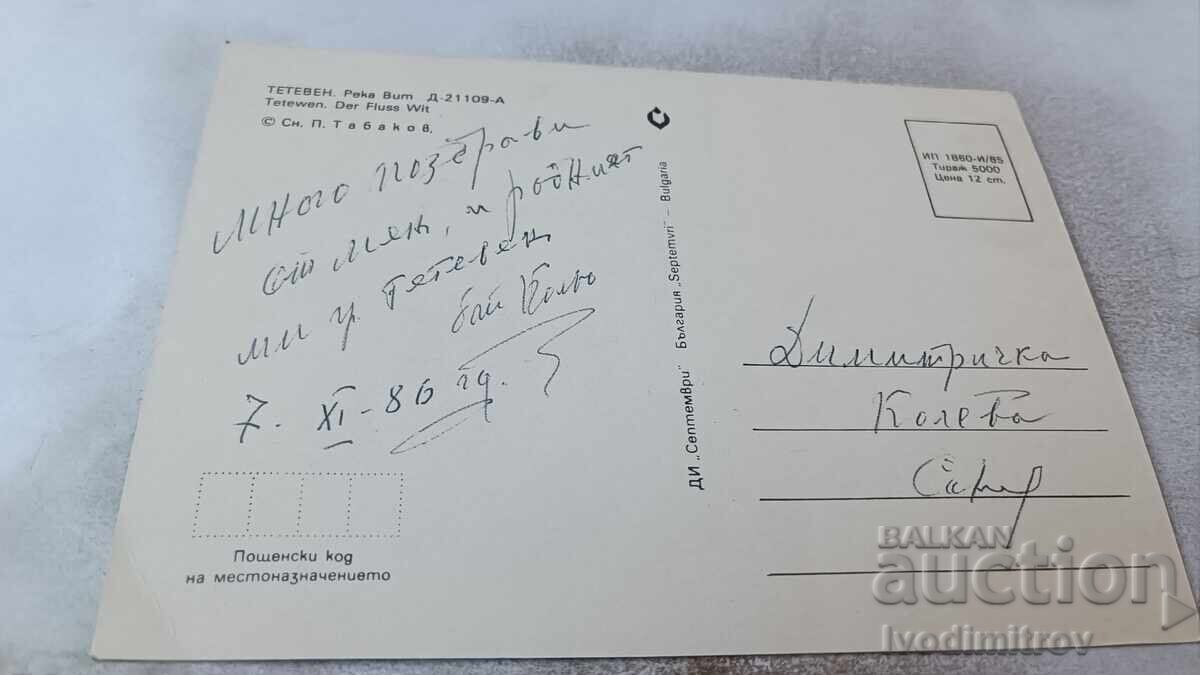 ТЕТЕВЕН. Река Вит Д-21109-А
Tetewen. Der Fluss Wit
© Сн. П. Табаков.
Много поздрави
от мен, и родният
ми гр. Тетевен
бай Кольо
7. XI - 86 гд.
Пощенски код
на местоназначението
ДИ „Септември" България „Septemvri" – Bulgaria
ИП 1860-И/85
Тираж 5000
Цена 12 ст.
Димитричка
Колева
BALKAN
auction
Ivodimitrov